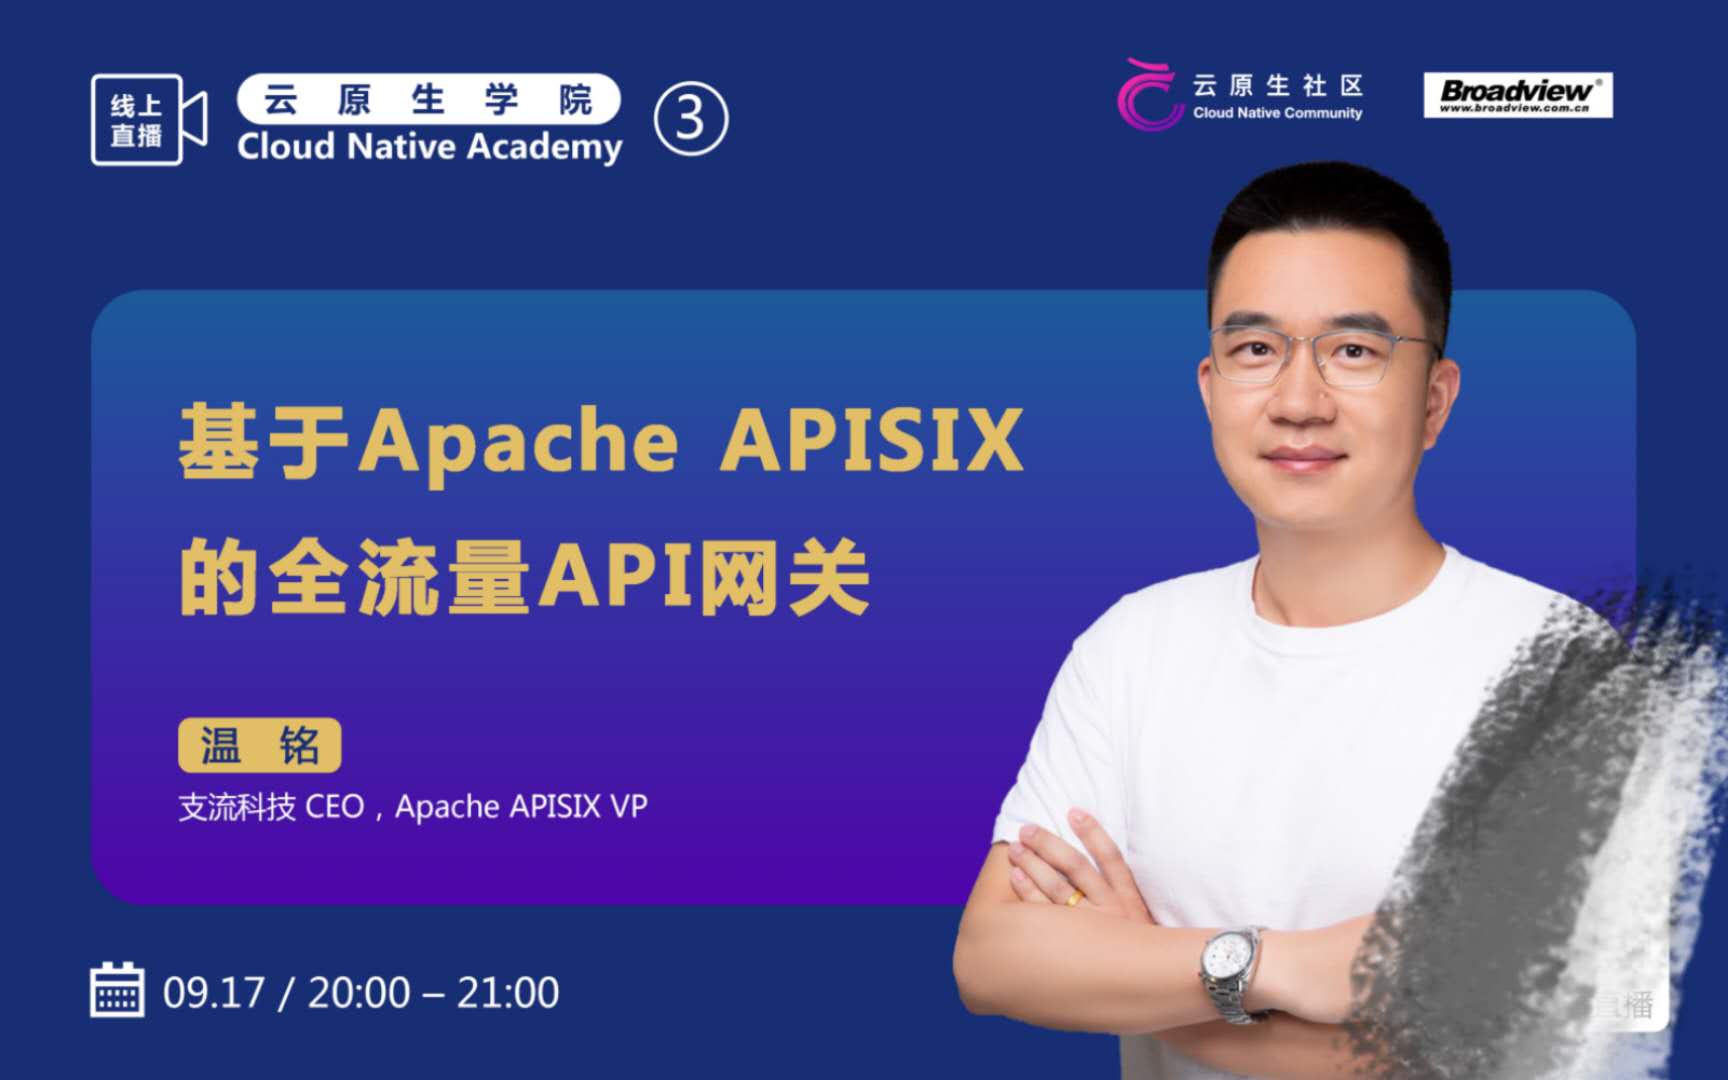 线上
直播
云原生学院
Cloud Native Academy
③
云原生社区
Cloud Native Community
Broadview®
www.broadview.com.cn
基于Apache APISIX
的全流量API网关
温铭
支流科技 CEO，Apache APISIX VP
09.17 / 20:00 – 21:00
直播